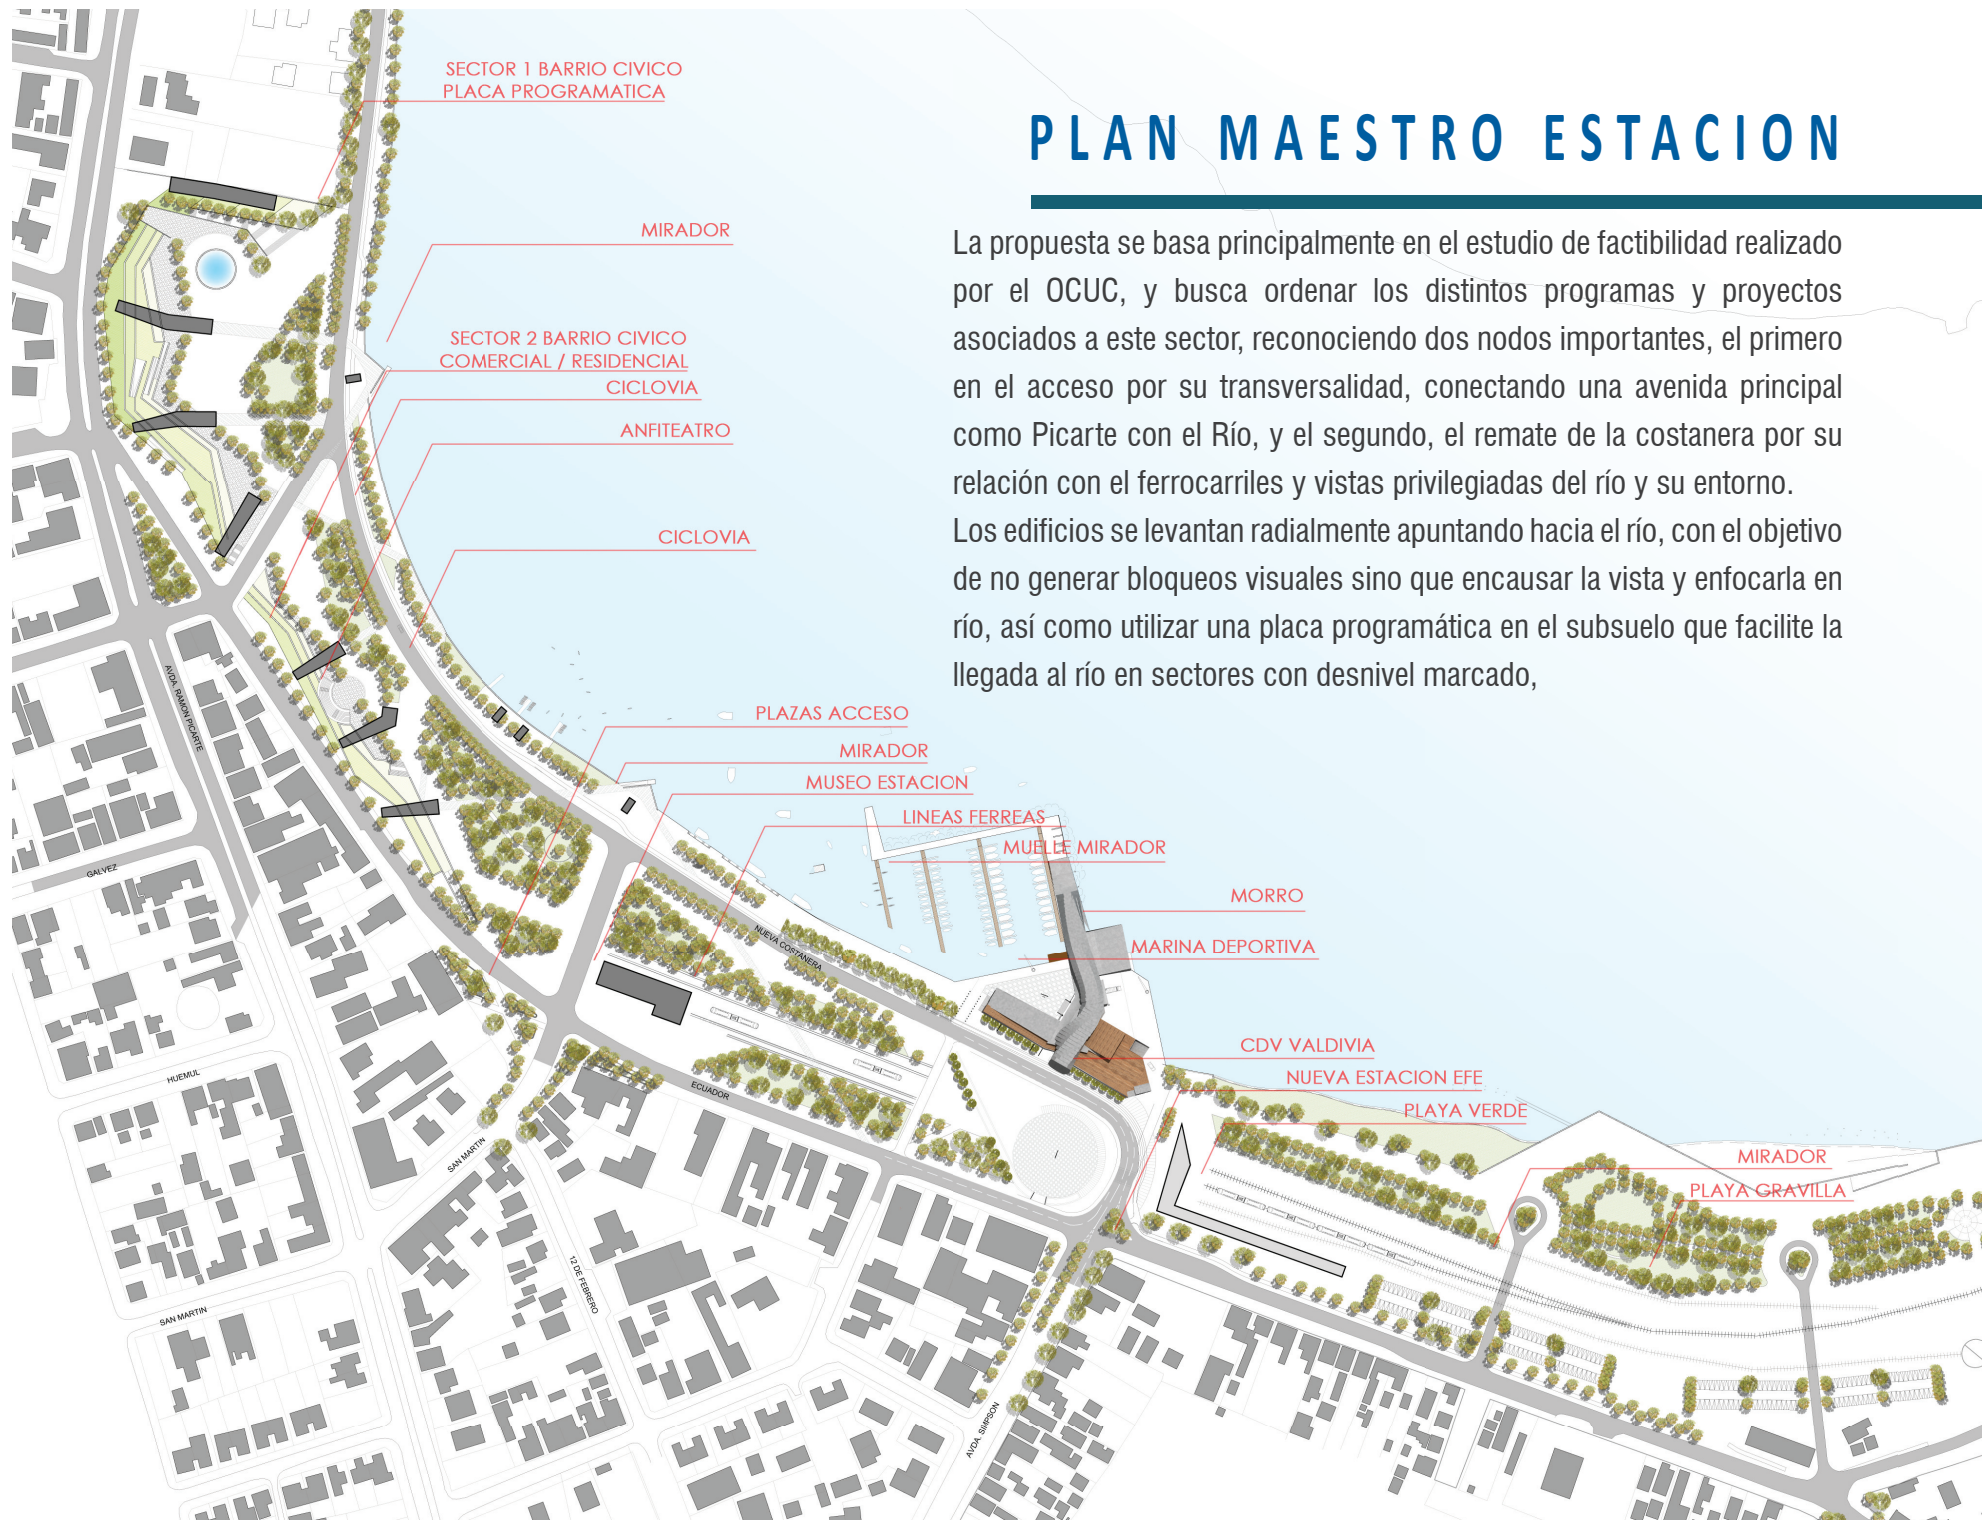 SECTOR 1 BARRIO CIVICO
PLACA PROGRAMATICA
PLAN MAESTRO ESTACION
La propuesta se basa principalmente en el estudio de factibilidad realizado
por el OCUC, y busca ordenar los distintos programas y proyectos
asociados a este sector, reconociendo dos nodos importantes, el primero
en el acceso por su transversalidad, conectando una avenida principal
como Picarte con el Río, y el segundo, el remate de la costanera por su
relación con el ferrocarriles y vistas privilegiadas del río y su entorno.
Los edificios se levantan radialmente apuntando hacia el río, con el objetivo
de no generar bloqueos visuales sino que encausar la vista y enfocarla en
río, así como utilizar una placa programática en el subsuelo que facilite la
llegada al río en sectores con desnivel marcado,
MIRADOR
SECTOR 2 BARRIO CIVICO
COMERCIAL / RESIDENCIAL
CICLOVIA
ANFITEATRO
CICLOVIA
AVDA. RAMON PICARTE
PLAZAS ACCESO
MIRADOR
MUSEO ESTACION
LINEAS FERREAS
MUELLE MIRADOR
GALVEZ
MORRO
NUEVA COSTANERA
MARINA DEPORTIVA
CDV VALDIVIA
HUEMUL
NUEVA ESTACION EFE
ECUADOR
PLAYA VERDE
SAN MARTIN
MIRADOR
PLAYA GRAVILLA
12 DE FEBRERO
SAN MARTIN
AVDA. SIMPSON